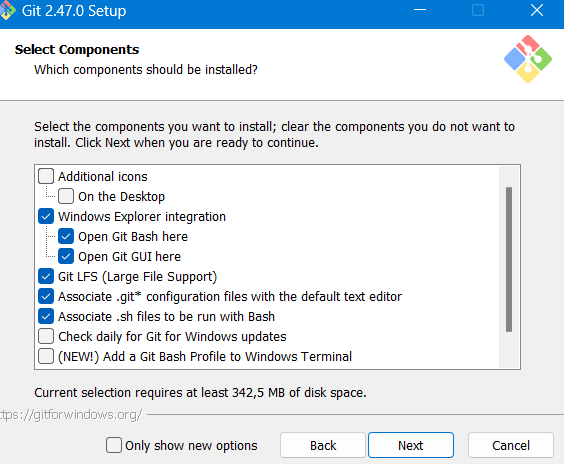 Git 2.47.0 Setup
Select Components
Which components should be installed?
Select the components you want to install; clear the components you do not want to
install. Click Next when you are ready to continue.
Additional icons
On the Desktop
Windows Explorer integration
Open Git Bash here
Open Git GUI here
Git LFS (Large File Support)
Associate .git* configuration files with the default text editor
Associate .sh files to be run with Bash
Check daily for Git for Windows updates
(NEW!) Add a Git Bash Profile to Windows Terminal
Current selection requires at least 342,5 MB of disk space.
ttps://gitforwindows.org/
Only show new options
Back
Next
Cancel